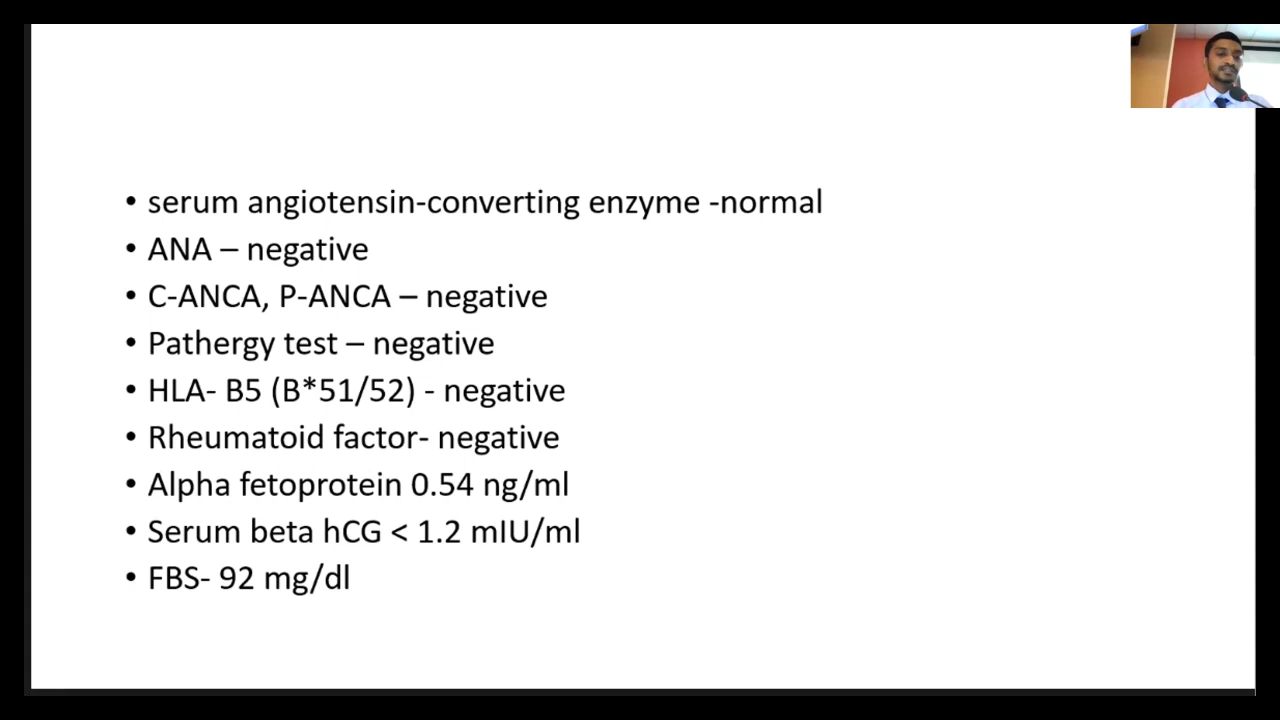 • serum angiotensin-converting enzyme -normal
• ANA – negative
• C-ANCA, P-ANCA – negative
• Pathergy test – negative
• HLA- B5 (B*51/52) - negative
• Rheumatoid factor- negative
• Alpha fetoprotein 0.54 ng/ml
• Serum beta hCG < 1.2 mIU/ml
• FBS- 92 mg/dl